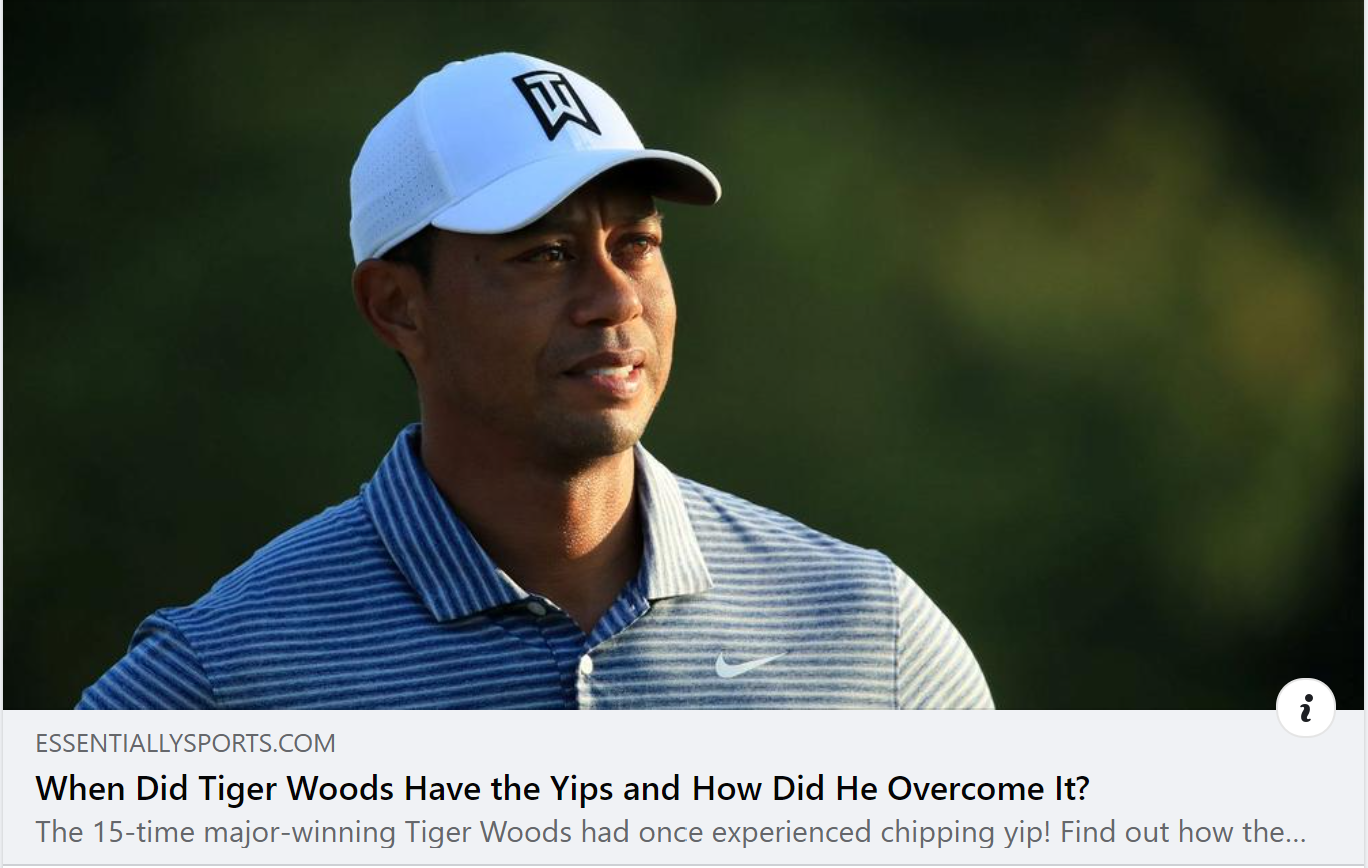 TW
ESSENTIALLYSPORTS.COM
When Did Tiger Woods Have the Yips and How Did He Overcome It?
The 15-time major-winning Tiger Woods had once experienced chipping yip! Find out how the...